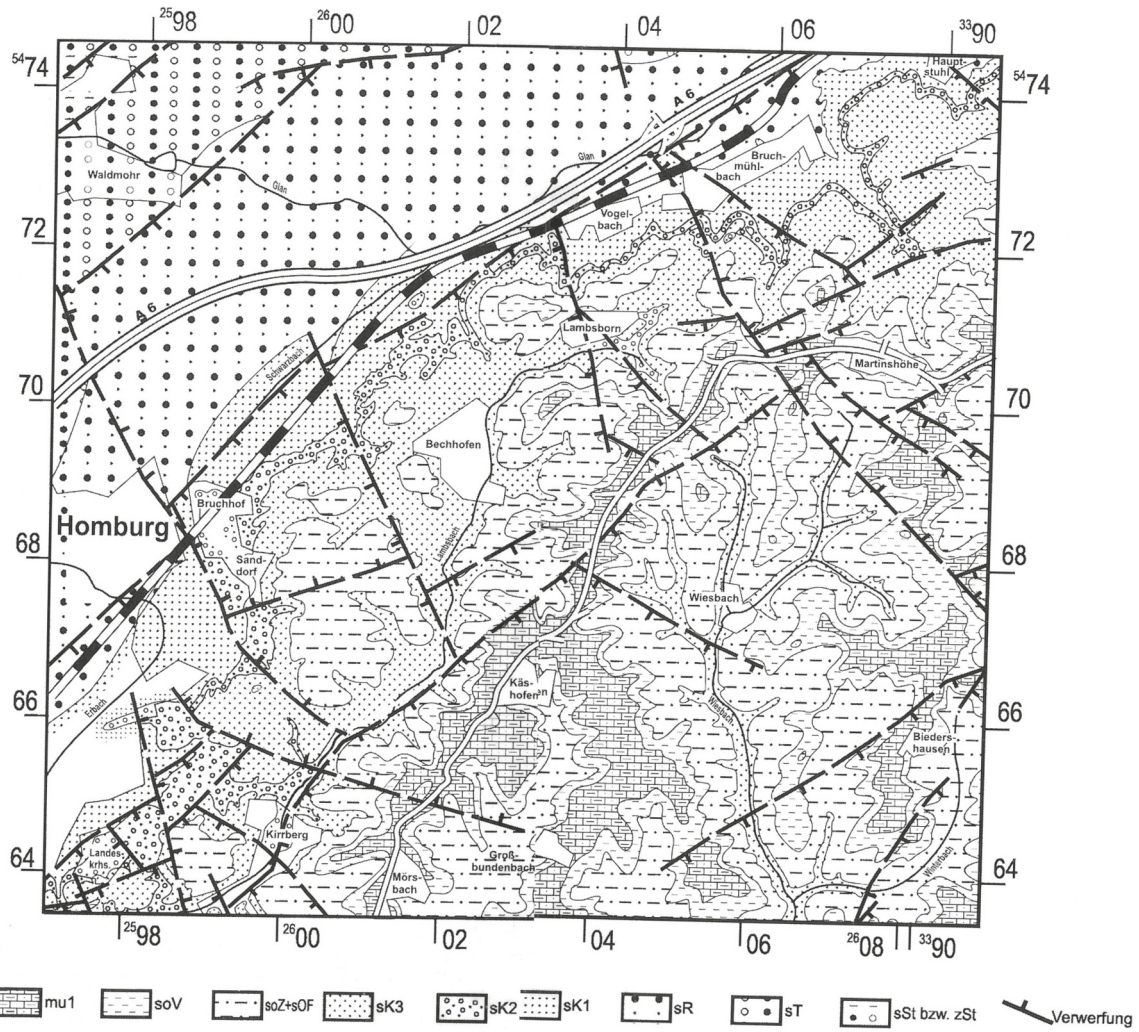 25 98
26 00
02
04
06
33 90
54 74
54 74
Haupt-
stuhl
A 6
Glan
Bruch-
mühl-
bach
Waldmohr
Glan
Vogel-
bach
72
72
A 6
Lambsborn
Schwarzbach
Martinshöhe
70
70
Bechhofen
Bruchhof
Homburg
Lambsbach
68
Sand-
dorf
68
Wiesbach
Käs-
hofen
en
Wiesbach
66
Erbach
66
Bieders-
hausen
Kirrberg
Landes-
krhs.
Groß-
bundenbach
64
Mörs-
bach
64
25 98
26 00
02
04
06
26 08
33 90
mu1
soV
soZ+sOF
sK3
sK2
sK1
sR
sT
sSt bzw. zSt
Verwerfung